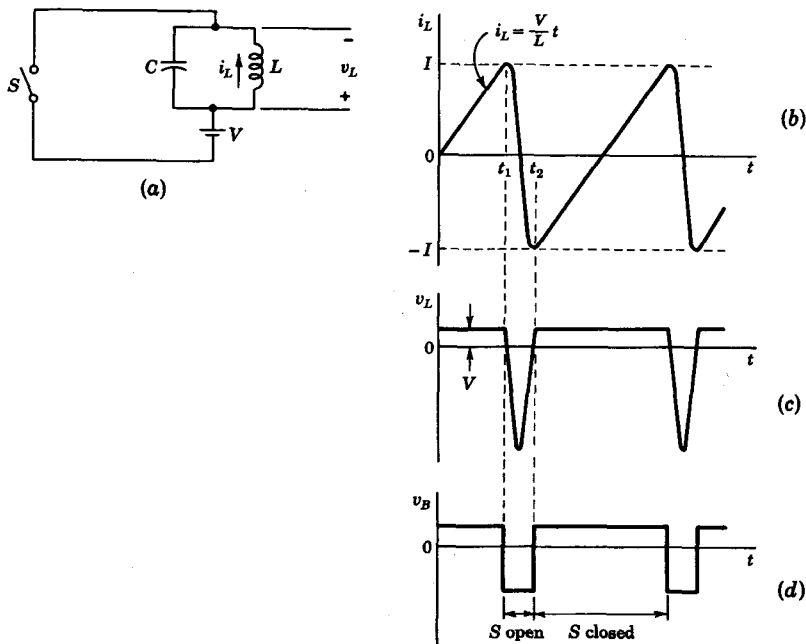 S
C
i_L
L
−
v_L
+
V
(a)
i_L
i_L = V/L t
I
0
t_1
t_2
t
−I
(b)
v_L
0
V
t
(c)
v_B
0
t
(d)
S open
S closed